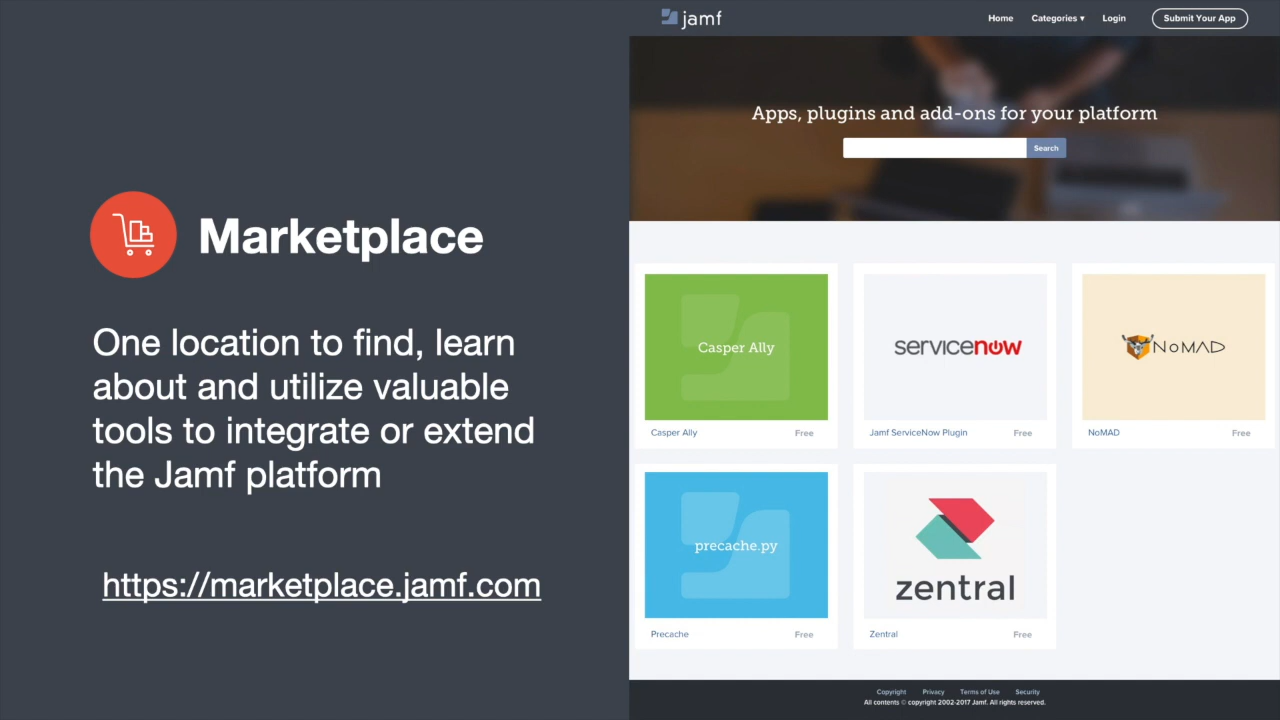 Marketplace
One location to find, learn
about and utilize valuable
tools to integrate or extend
the Jamf platform
https://marketplace.jamf.com
jamf
Home Categories ▾ Login Submit Your App
Apps, plugins and add-ons for your platform
Search
Casper Ally
servicenow
NoMAD
Casper Ally Free
Jamf ServiceNow Plugin Free
NoMAD Free
precache.py
zentral
Precache Free
Zentral Free
Copyright Privacy Terms of Use Security
All contents © copyright 2002-2017 Jamf. All rights reserved.